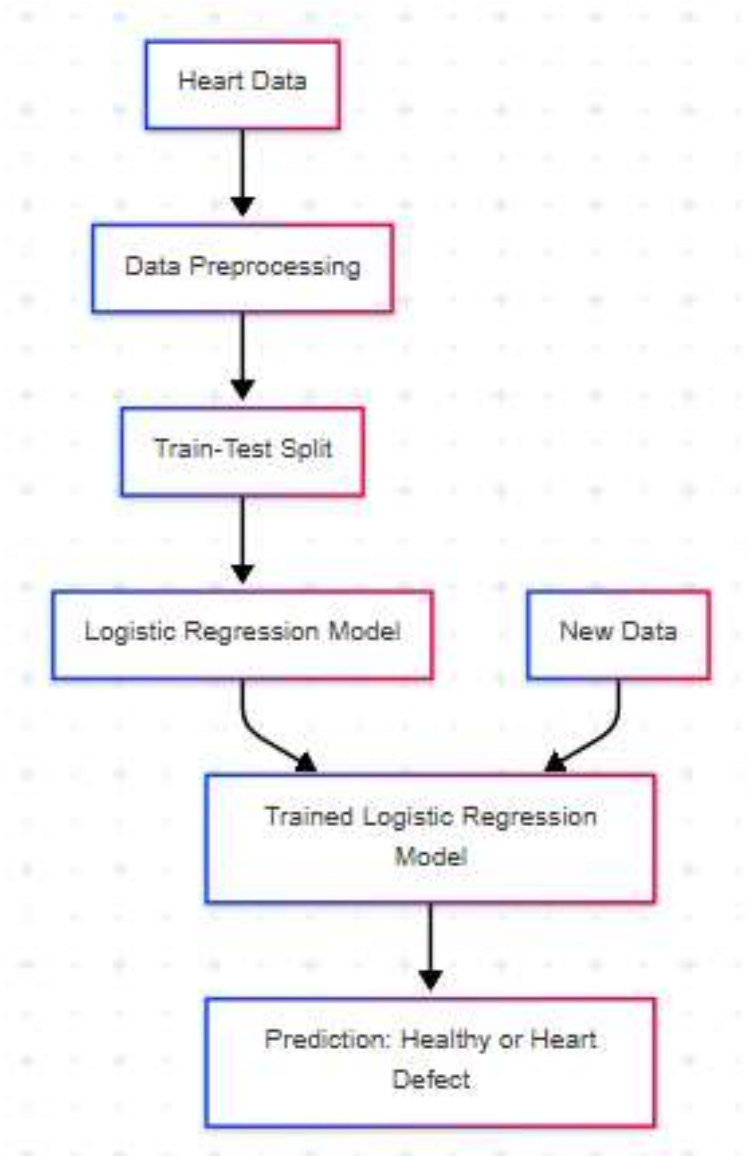 Heart Data
Data Preprocessing
Train-Test Split
Logistic Regression Model
New Data
Trained Logistic Regression
Model
Prediction: Healthy or Heart
Defect